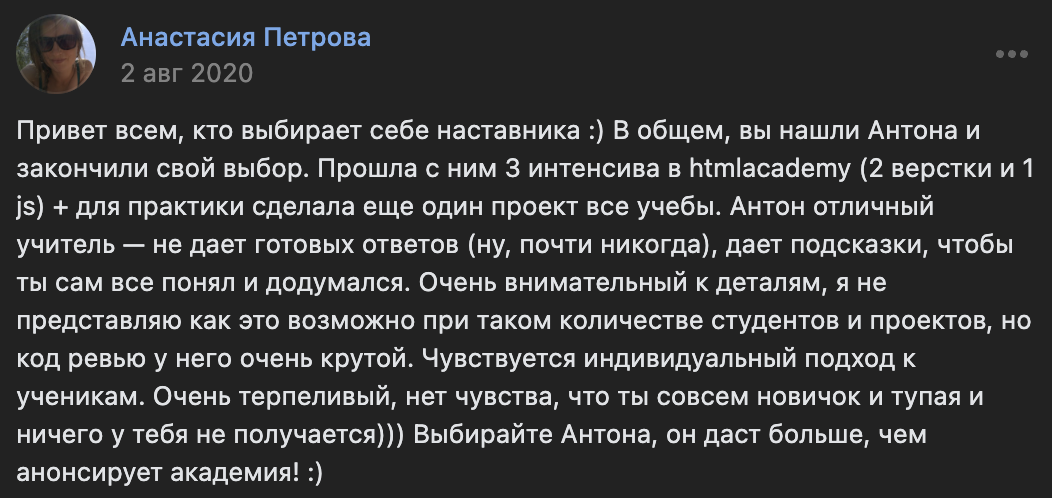 Анастасия Петрова
2 авг 2020
Привет всем, кто выбирает себе наставника :) В общем, вы нашли Антона и
закончили свой выбор. Прошла с ним 3 интенсива в htmlacademy (2 верстки и 1
js) + для практики сделала еще один проект все учебы. Антон отличный
учитель — не дает готовых ответов (ну, почти никогда), дает подсказки, чтобы
ты сам все понял и додумался. Очень внимательный к деталям, я не
представляю как это возможно при таком количестве студентов и проектов, но
код ревью у него очень крутой. Чувствуется индивидуальный подход к
ученикам. Очень терпеливый, нет чувства, что ты совсем новичок и тупая и
ничего у тебя не получается))) Выбирайте Антона, он даст больше, чем
анонсирует академия! :)